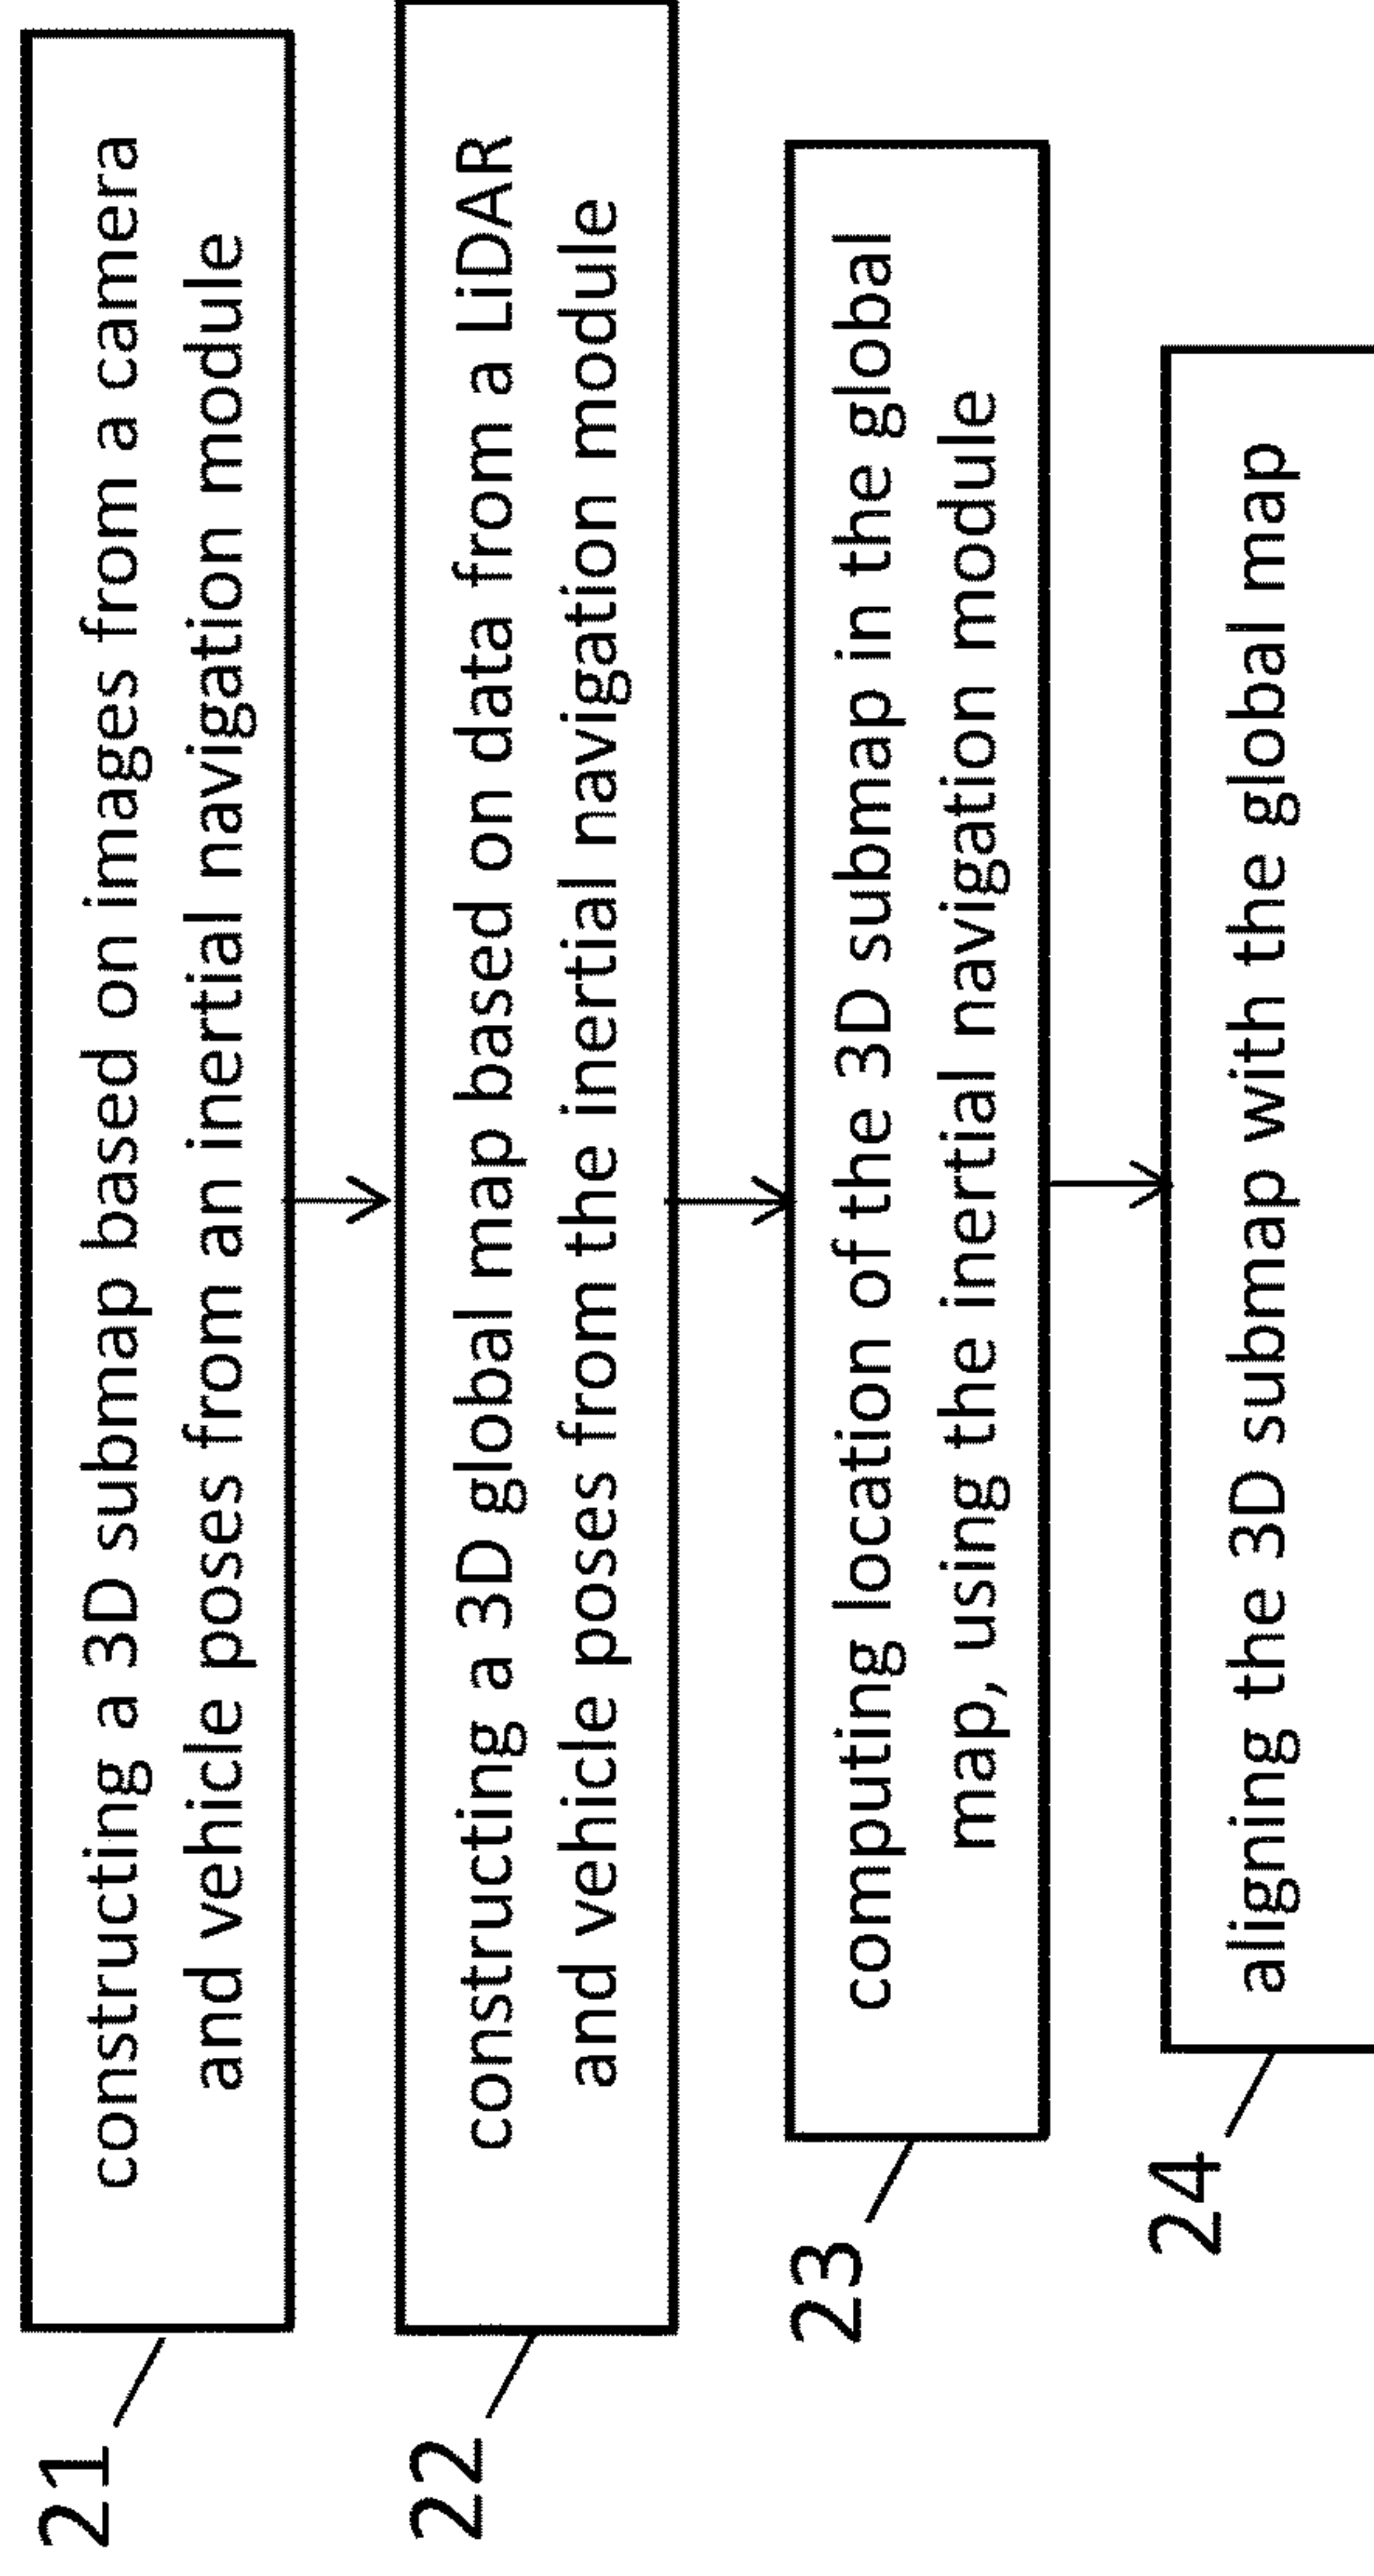 21
constructing a 3D submap based on images from a camera
and vehicle poses from an inertial navigation module
22
constructing a 3D global map based on data from a LiDAR
and vehicle poses from the inertial navigation module
23
computing location of the 3D submap in the global
map, using the inertial navigation module
24
aligning the 3D submap with the global map